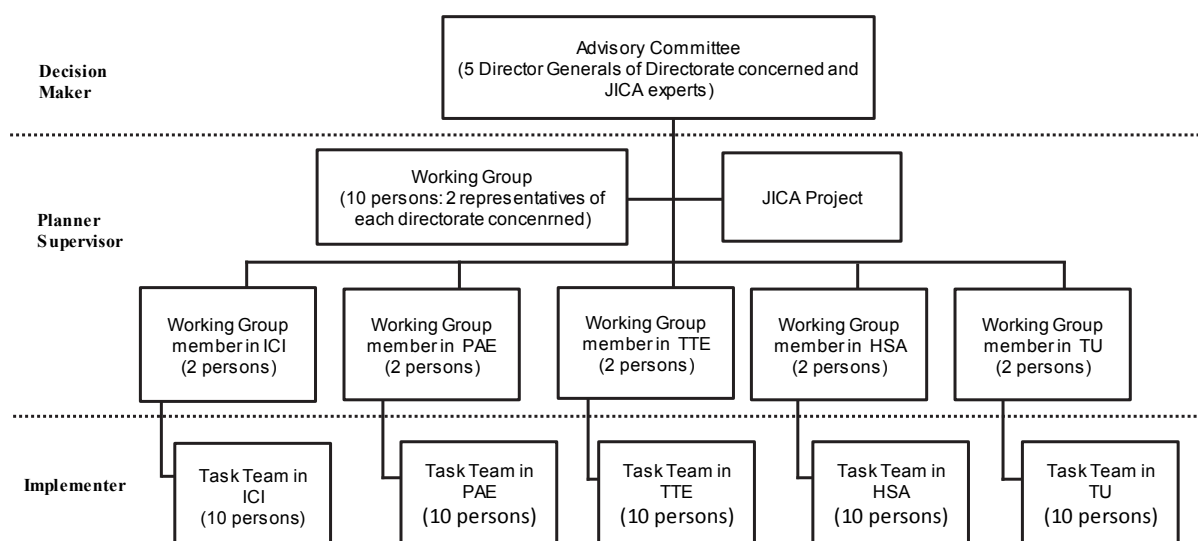 Decision
Maker
Advisory Committee
(5 Director Generals of Directorate concerned and
JICA experts)
Planner
Supervisor
Working Group
(10 persons: 2 representatives of
each directorate concenrned)
JICA Project
Working Group
member in ICI
(2 persons)
Working Group
member in PAE
(2 persons)
Working Group
member in TTE
(2 persons)
Working Group
member in HSA
(2 persons)
Working Group
member in TU
(2 persons)
Implementer
Task Team in
ICI
(10 persons)
Task Team in
PAE
(10 persons)
Task Team in
TTE
(10 persons)
Task Team in
HSA
(10 persons)
Task Team in
TU
(10 persons)